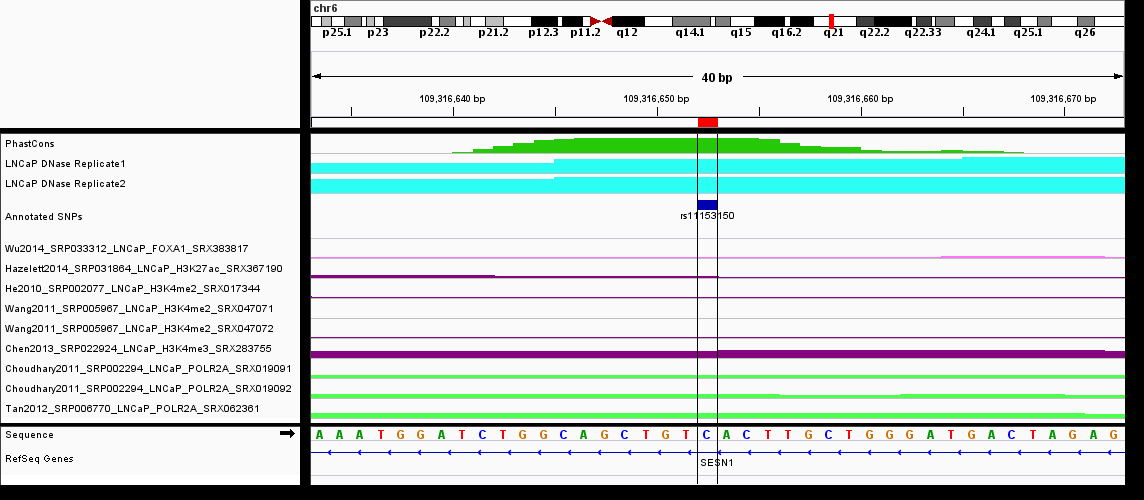 chr6
p25.1 p23 p22.2 p21.2 p12.3 p11.2 q12 q14.1 q15 q16.2 q21 q22.2 q22.33 q24.1 q25.1 q26
40 bp
109,316,640 bp 109,316,650 bp 109,316,660 bp 109,316,670 bp
PhastCons
LNCaP DNase Replicate1
LNCaP DNase Replicate2
Annotated SNPs
rs11153150
Wu2014_SRP033312_LNCaP_FOXA1_SRX383817
Hazelett2014_SRP031864_LNCaP_H3K27ac_SRX367190
He2010_SRP002077_LNCaP_H3K4me2_SRX017344
Wang2011_SRP005967_LNCaP_H3K4me2_SRX047071
Wang2011_SRP005967_LNCaP_H3K4me2_SRX047072
Chen2013_SRP022924_LNCaP_H3K4me3_SRX283755
Choudhary2011_SRP002294_LNCaP_POLR2A_SRX019091
Choudhary2011_SRP002294_LNCaP_POLR2A_SRX019092
Tan2012_SRP006770_LNCaP_POLR2A_SRX062361
Sequence A A A T G G A T C T G G C A G C T G T C A C T T G C T G G G A T G A C T A G A G
RefSeq Genes
SESN1